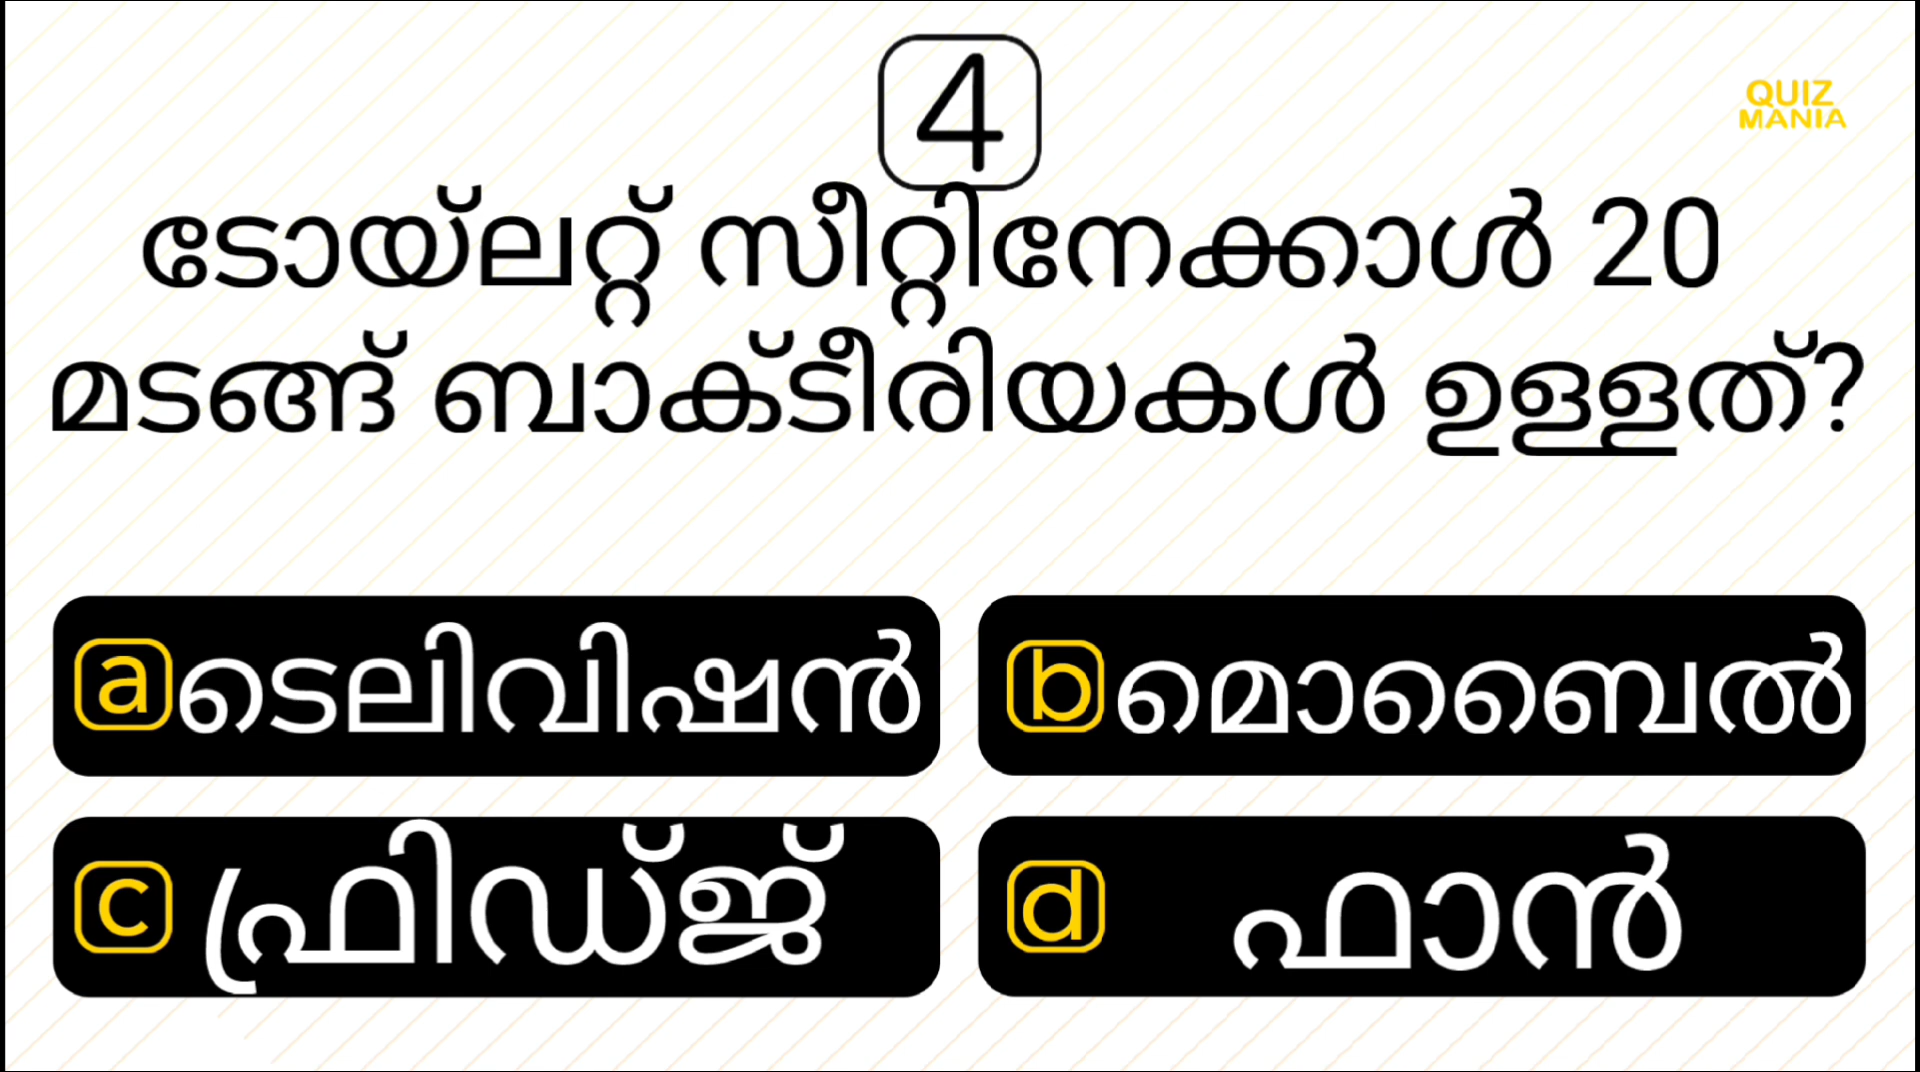 4
QUIZ
MANIA
ടോയ്ലറ്റ് സീറ്റിനേക്കാൾ 20
മടങ്ങ് ബാക്ടീരിയകൾ ഉള്ളത്?
a ടെലിവിഷൻ
b മൊബൈൽ
c ഫ്രിഡ്ജ്
d ഫാൻ